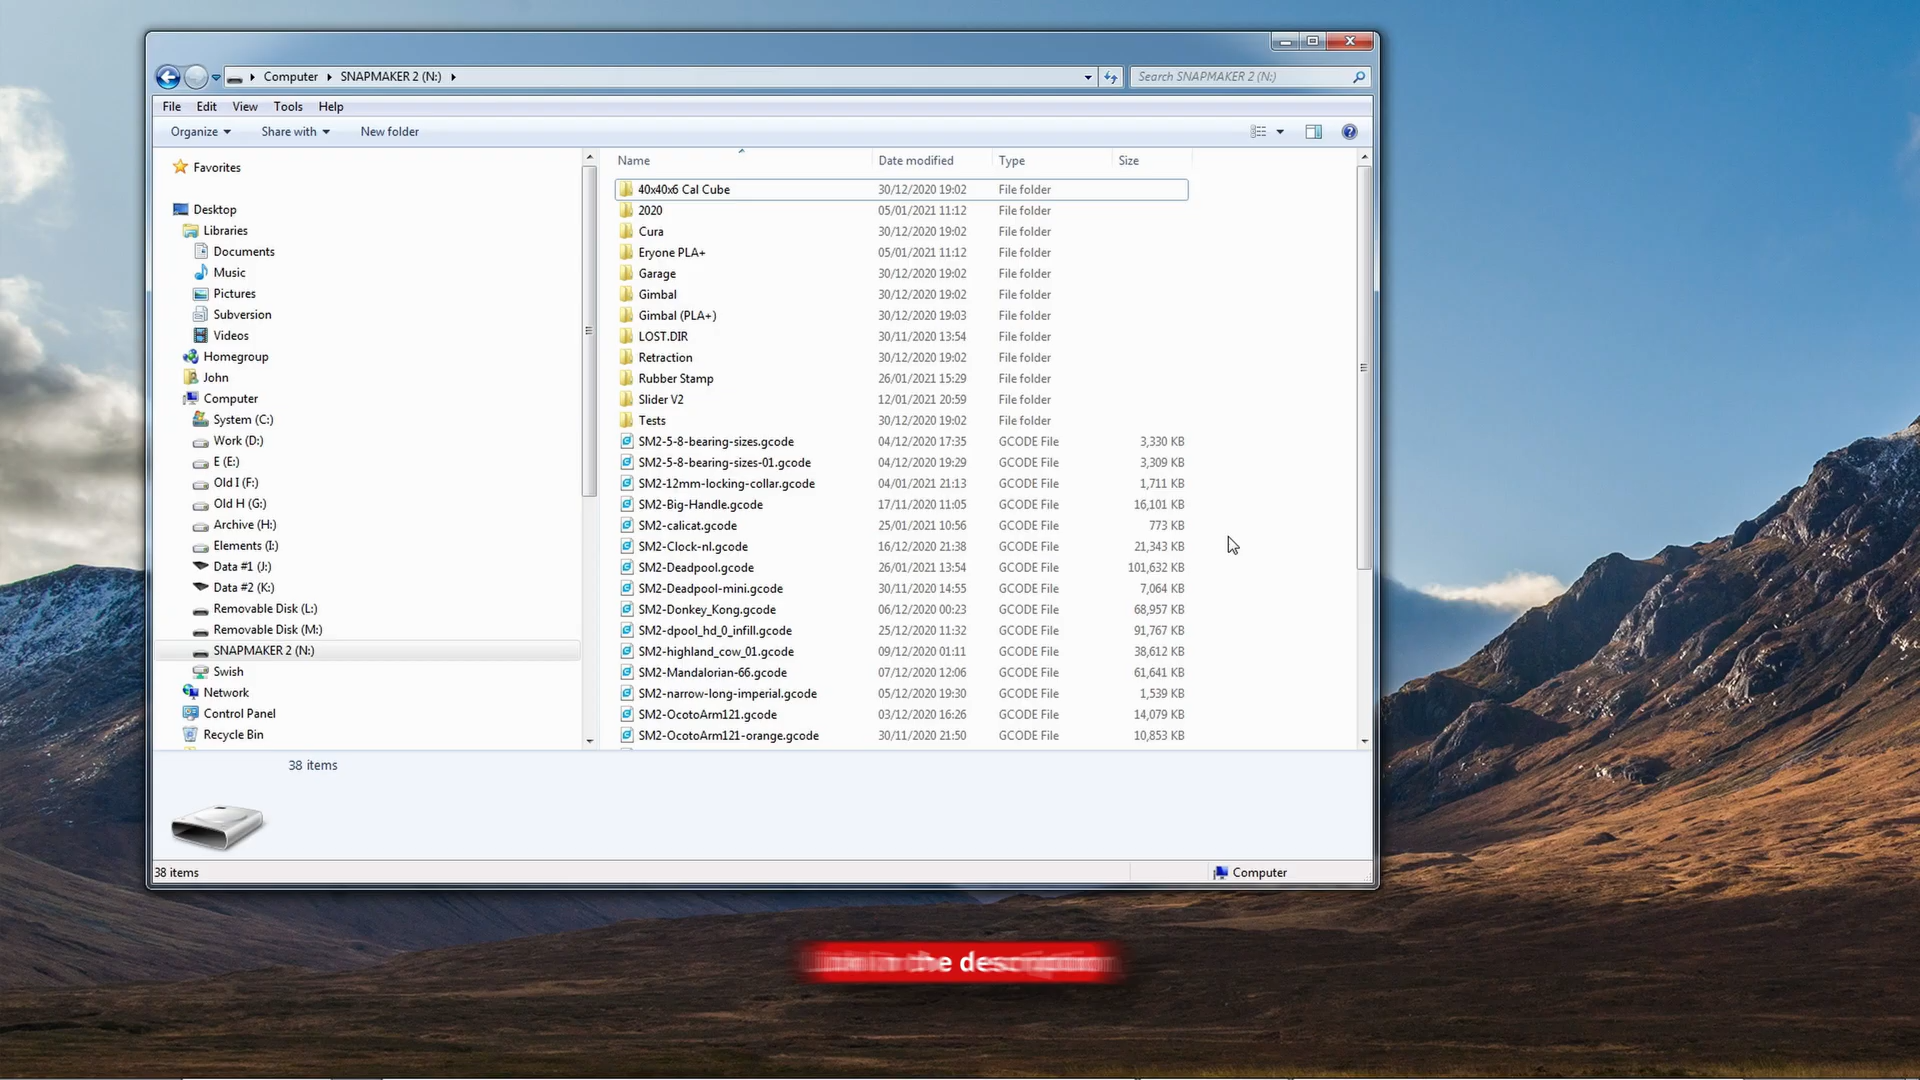 Computer SNAPMAKER 2 (N:) Search SNAPMAKER 2 (N:)
File Edit View Tools Help
Organize Share with New folder
Favorites
Desktop
Libraries
Documents
Music
Pictures
Subversion
Videos
Homegroup
John
Computer
System (C:)
Work (D:)
E (E:)
Old I (F:)
Old H (G:)
Archive (H:)
Elements (I:)
Data #1 (J:)
Data #2 (K:)
Removable Disk (L:)
Removable Disk (M:)
SNAPMAKER 2 (N:)
Swish
Network
Control Panel
Recycle Bin
Name Date modified Type Size
40x40x6 Cal Cube 30/12/2020 19:02 File folder
2020 05/01/2021 11:12 File folder
Cura 30/12/2020 19:02 File folder
Eryone PLA+ 05/01/2021 11:12 File folder
Garage 30/12/2020 19:02 File folder
Gimbal 30/12/2020 19:02 File folder
Gimbal (PLA+) 30/12/2020 19:03 File folder
LOST.DIR 30/11/2020 13:54 File folder
Retraction 30/12/2020 19:02 File folder
Rubber Stamp 26/01/2021 15:29 File folder
Slider V2 12/01/2021 20:59 File folder
Tests 30/12/2020 19:02 File folder
SM2-5-8-bearing-sizes.gcode 04/12/2020 17:35 GCODE File 3,330 KB
SM2-5-8-bearing-sizes-01.gcode 04/12/2020 19:29 GCODE File 3,309 KB
SM2-12mm-locking-collar.gcode 04/01/2021 21:13 GCODE File 1,711 KB
SM2-Big-Handle.gcode 17/11/2020 11:05 GCODE File 16,101 KB
SM2-calicat.gcode 25/01/2021 10:56 GCODE File 773 KB
SM2-Clock-nl.gcode 16/12/2020 21:38 GCODE File 21,343 KB
SM2-Deadpool.gcode 26/01/2021 13:54 GCODE File 101,632 KB
SM2-Deadpool-mini.gcode 30/11/2020 14:55 GCODE File 7,064 KB
SM2-Donkey_Kong.gcode 06/12/2020 00:23 GCODE File 68,957 KB
SM2-dpool_hd_0_infill.gcode 25/12/2020 11:32 GCODE File 91,767 KB
SM2-highland_cow_01.gcode 09/12/2020 01:11 GCODE File 38,612 KB
SM2-Mandalorian-66.gcode 07/12/2020 12:06 GCODE File 61,641 KB
SM2-narrow-long-imperial.gcode 05/12/2020 19:30 GCODE File 1,539 KB
SM2-OcotoArm121.gcode 03/12/2020 16:26 GCODE File 14,079 KB
SM2-OcotoArm121-orange.gcode 30/11/2020 21:50 GCODE File 10,853 KB
38 items
38 items Computer
in the description